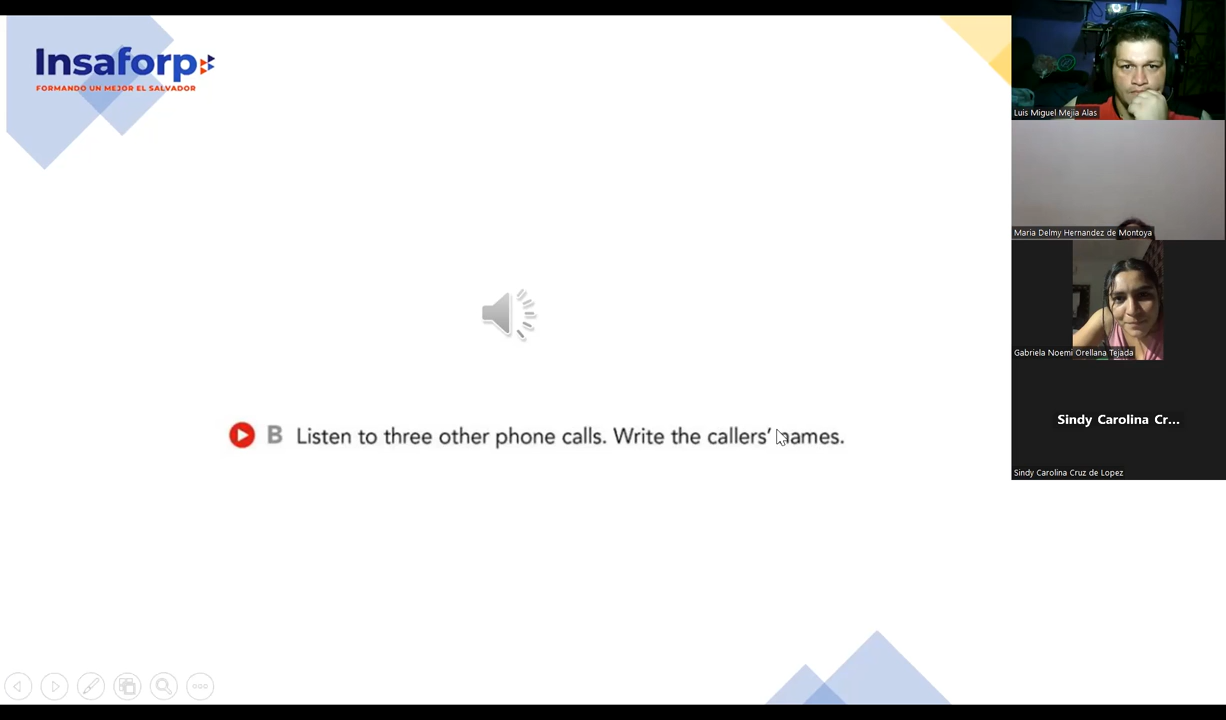 Insaforp
FORMANDO UN MEJOR EL SALVADOR
B Listen to three other phone calls. Write the callers' names.
Luis Miguel Mejia Alas
Maria Delmy Hernandez de Montoya
Gabriela Noemi Orellana Tejada
Sindy Carolina Cr...
Sindy Carolina Cruz de Lopez